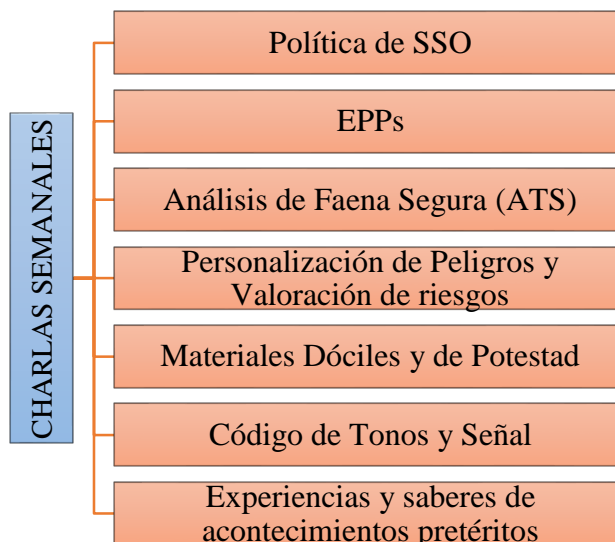 CHARLAS SEMANALES
Política de SSO
EPPs
Análisis de Faena Segura (ATS)
Personalización de Peligros y
Valoración de riesgos
Materiales Dóciles y de Potestad
Código de Tonos y Señal
Experiencias y saberes de
acontecimientos pretéritos